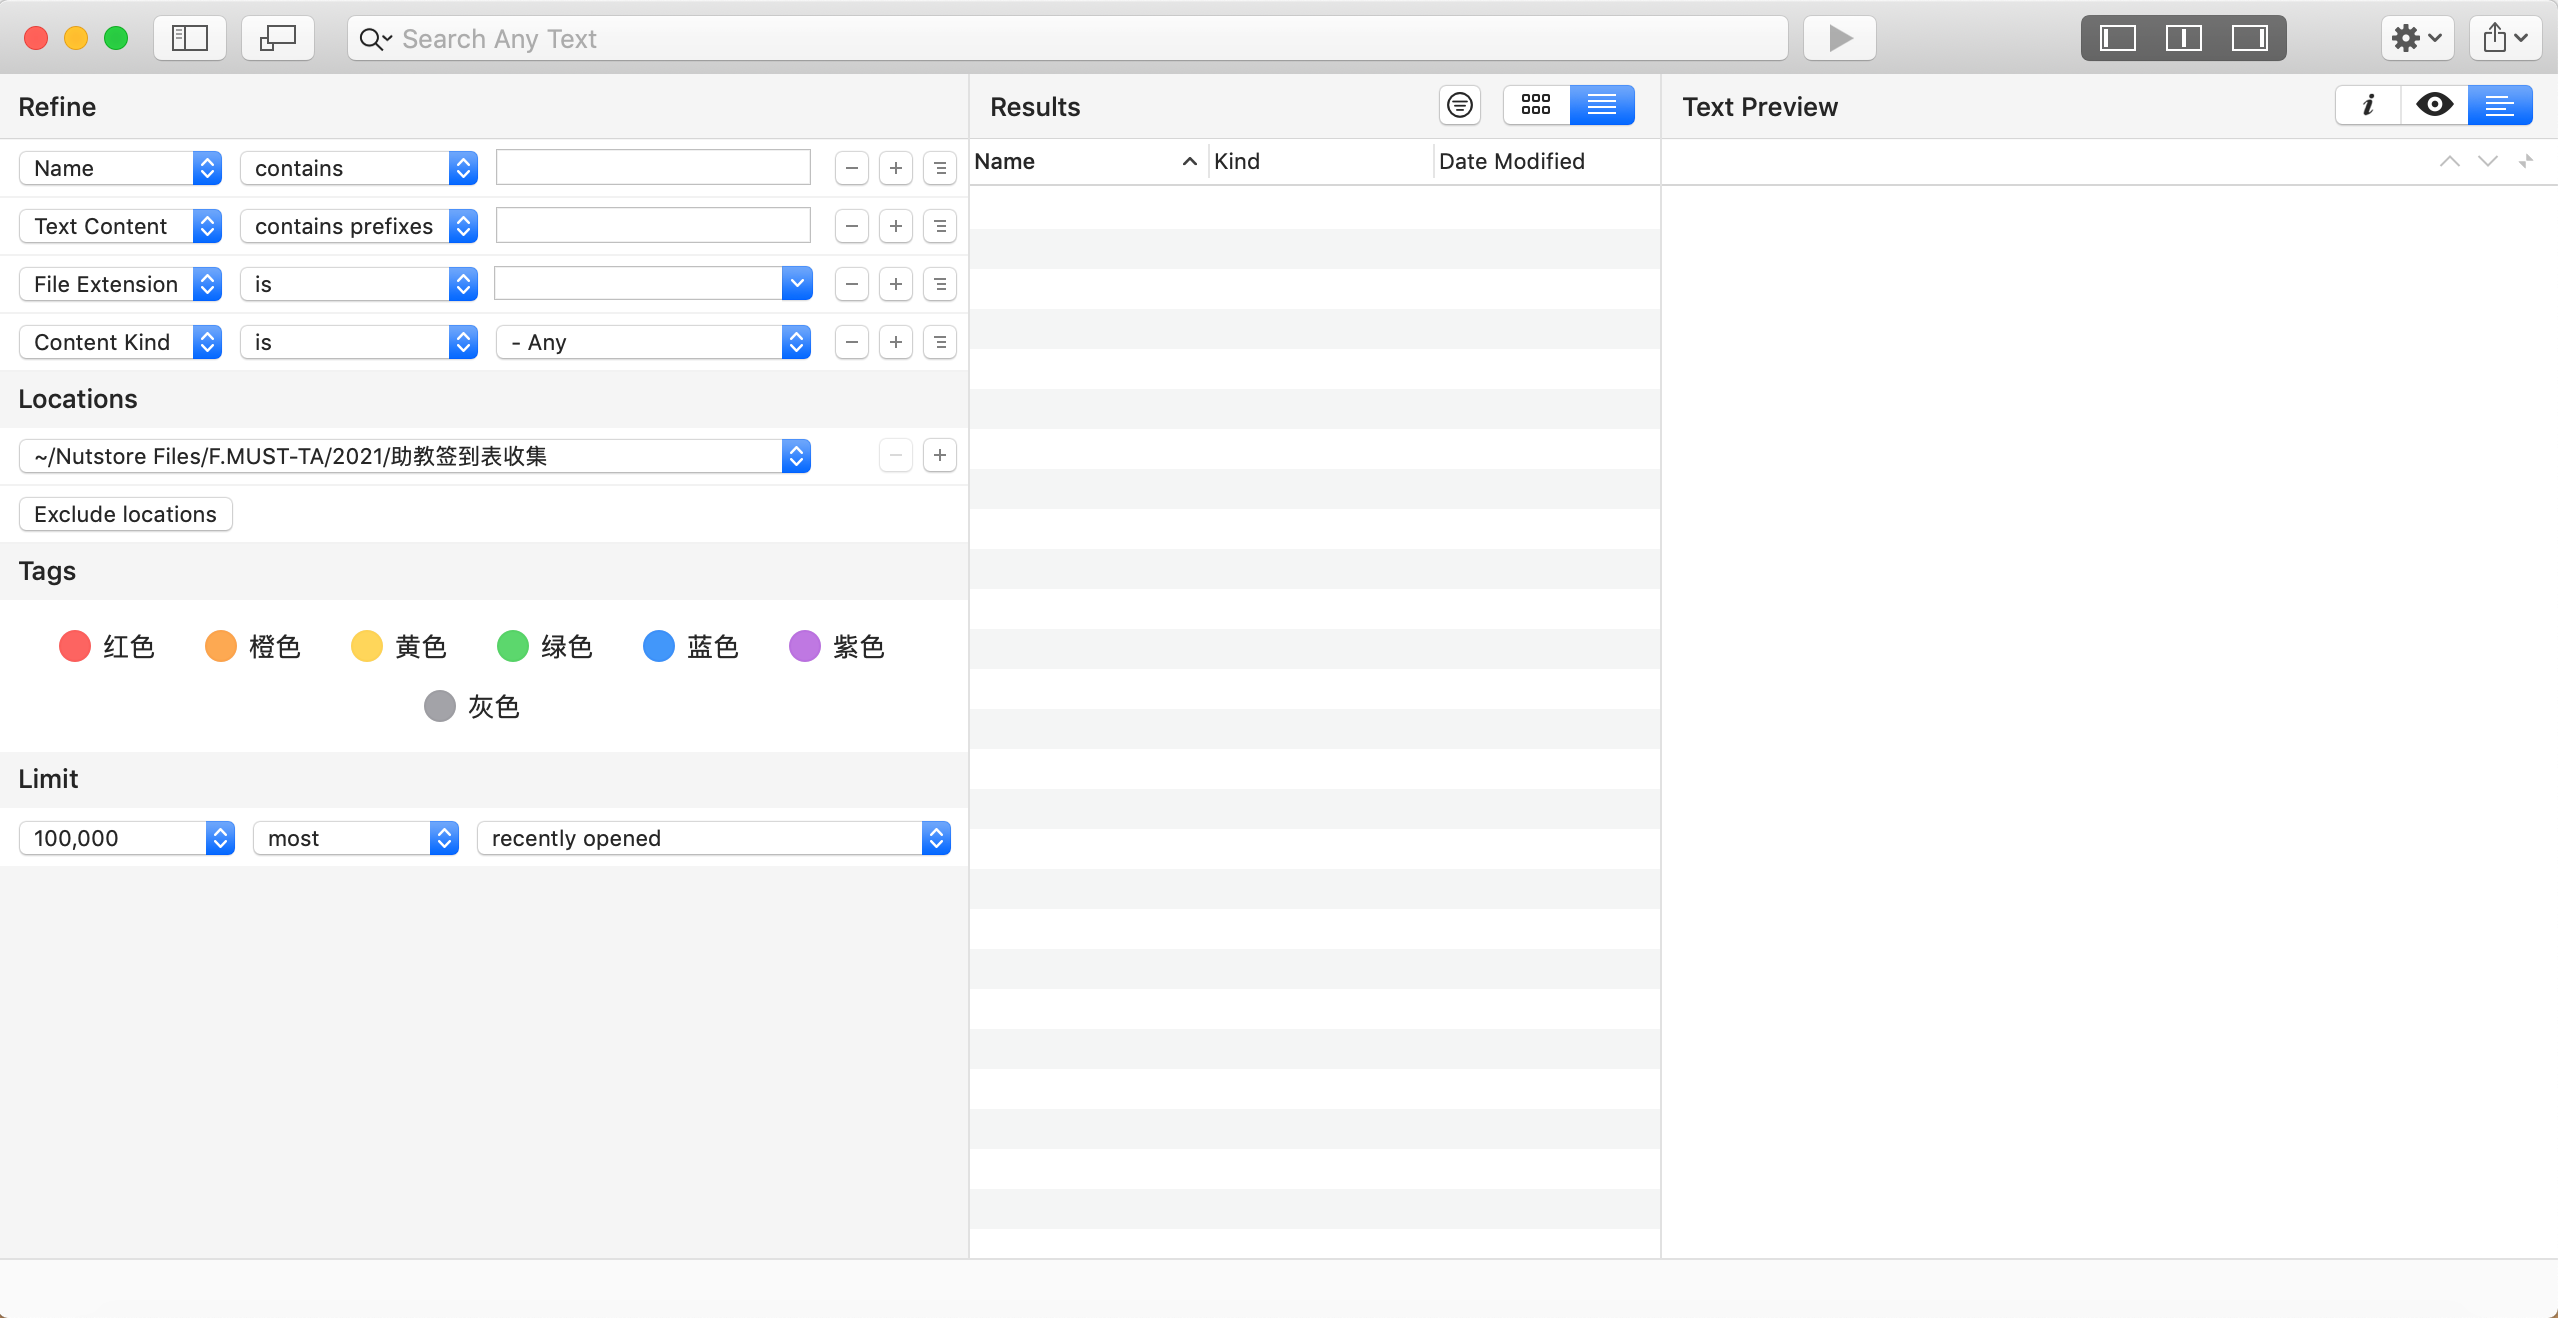 Search Any Text
Refine
Results
Text Preview
Name contains
Text Content contains prefixes
File Extension is
Content Kind is - Any
Name Kind Date Modified
Locations
~/Nutstore Files/F.MUST-TA/2021/助教签到表收集
Exclude locations
Tags
红色 橙色 黄色 绿色 蓝色 紫色
灰色
Limit
100,000 most recently opened